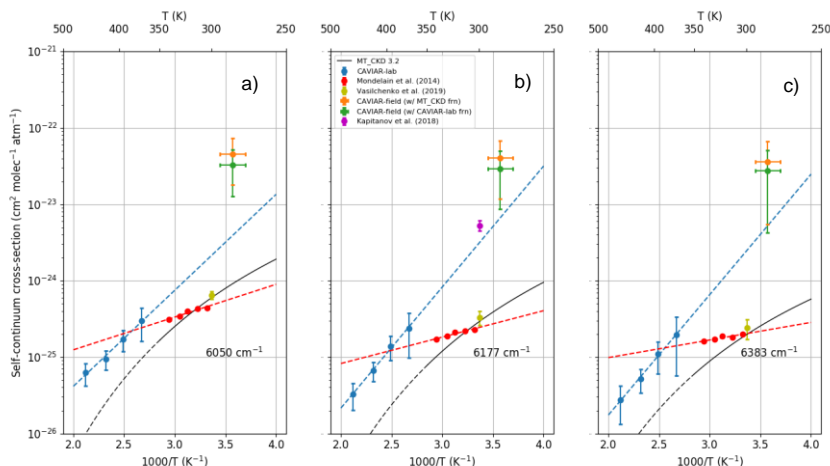 T (K)
T (K)
T (K)
500 400 350 300 250
500 400 350 300 250
500 400 350 300 250
10⁻²¹
10⁻²²
10⁻²³
10⁻²⁴
10⁻²⁵
10⁻²⁶
Self-continuum cross-section (cm² molec⁻¹ atm⁻¹)
a)
b)
c)
MT_CKD 3.2
CAVIAR-lab
Mondelain et al. (2014)
Vasilchenko et al. (2019)
CAVIAR-field (w/ MT_CKD frn)
CAVIAR-field (w/ CAVIAR-lab frn)
Kapitanov et al. (2018)
6050 cm⁻¹
6177 cm⁻¹
6383 cm⁻¹
2.0 2.5 3.0 3.5 4.0
2.0 2.5 3.0 3.5 4.0
2.0 2.5 3.0 3.5 4.0
1000/T (K⁻¹)
1000/T (K⁻¹)
1000/T (K⁻¹)